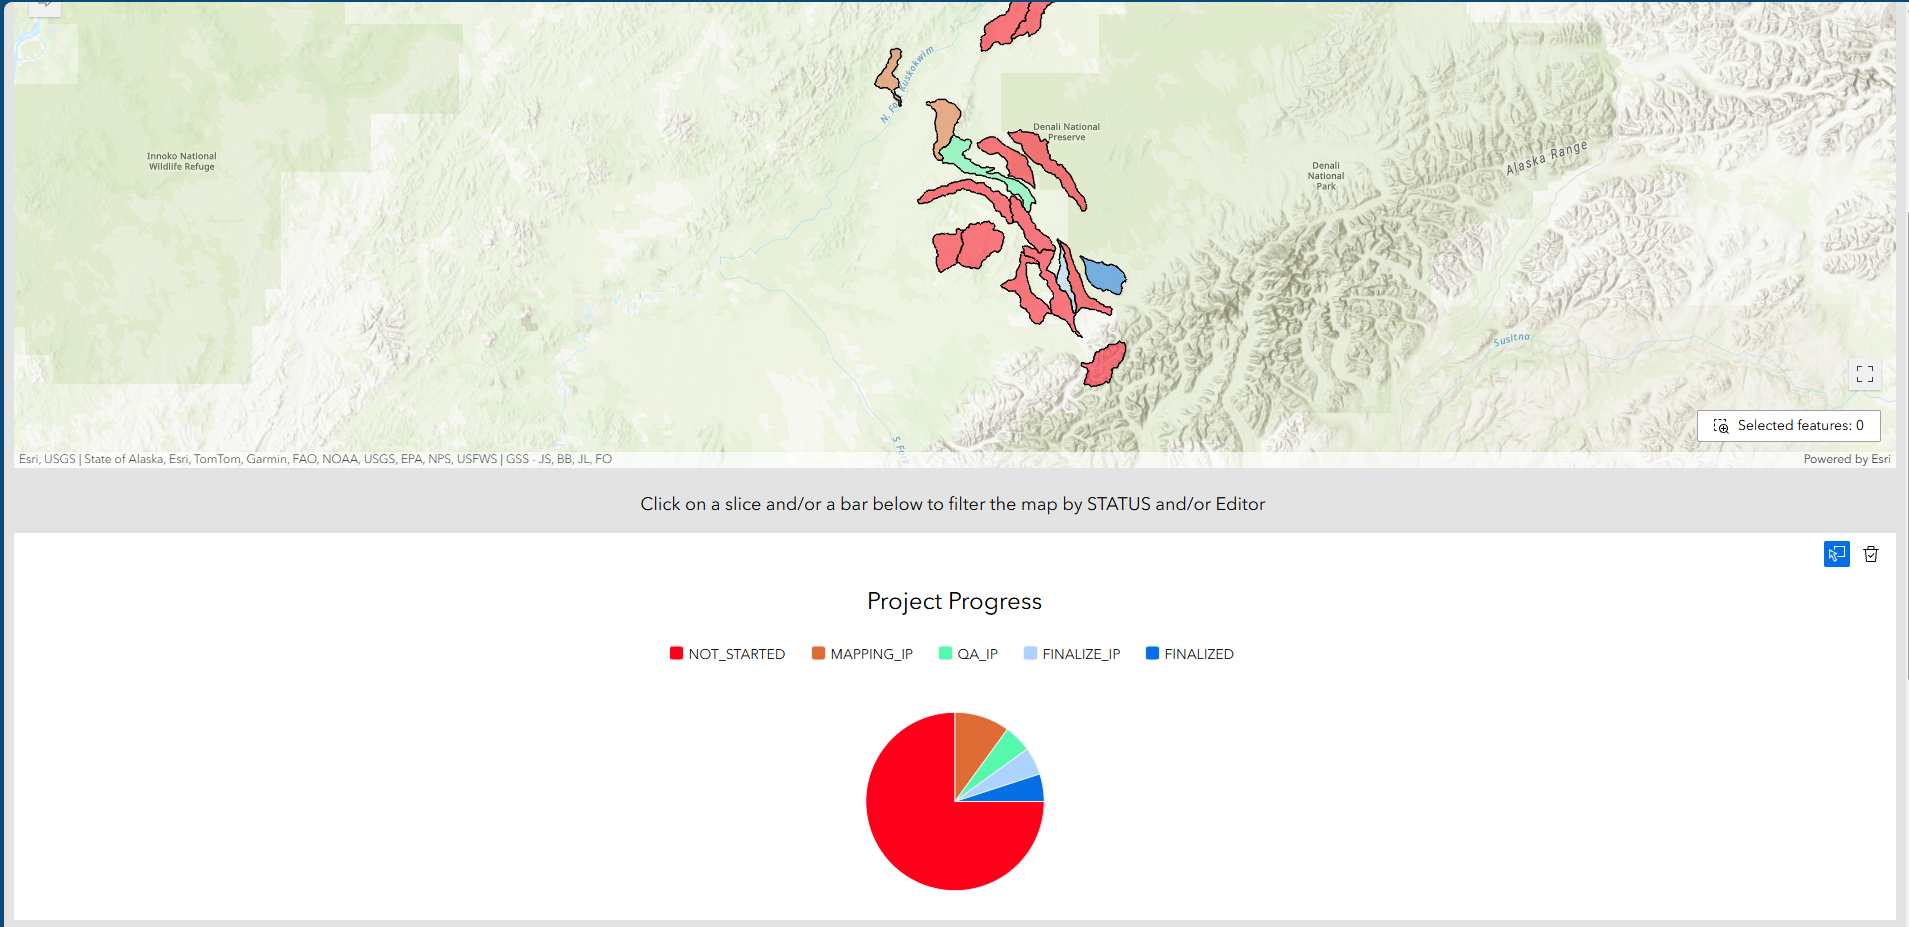 N. Fork Kuskokwim
Denali National
Preserve
Innoko National
Wildlife Refuge
Denali
National
Park
Alaska Range
Susitna
S Fork
Selected features: 0
Esri, USGS | State of Alaska, Esri, TomTom, Garmin, FAO, NOAA, USGS, EPA, NPS, USFWS | GSS - JS, BB, JL, FO
Powered by Esri
Click on a slice and/or a bar below to filter the map by STATUS and/or Editor
Project Progress
NOT_STARTED MAPPING_IP QA_IP FINALIZE_IP FINALIZED